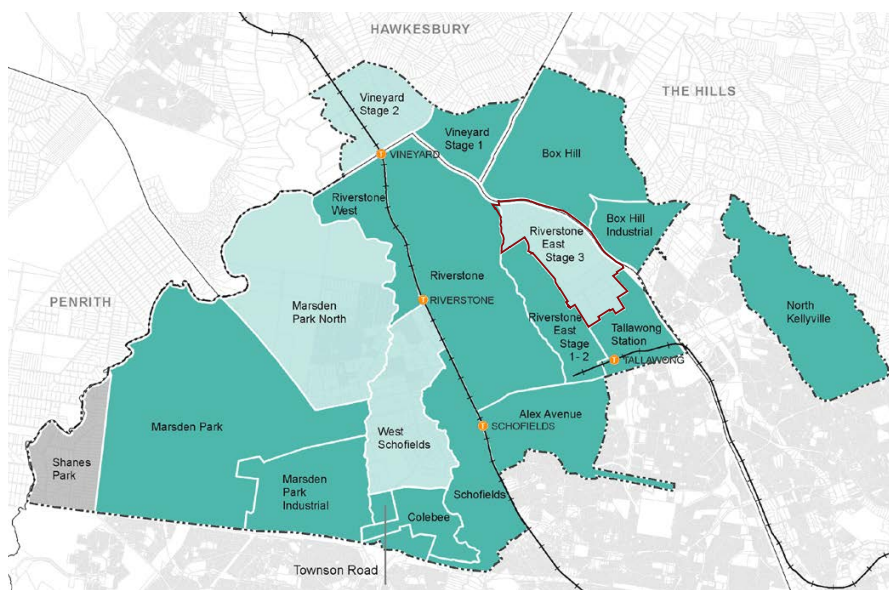 HAWKESBURY
THE HILLS
PENRITH
Vineyard
Stage 2
T VINEYARD
Vineyard
Stage 1
Box Hill
Riverstone
West
Box Hill
Industrial
Riverstone
East
Stage 3
Riverstone
T RIVERSTONE
Marsden
Park North
North
Kellyville
Riverstone
East
Stage
1- 2
Tallawong
Station
T TALLAWONG
Alex Avenue
T SCHOFIELDS
Marsden Park
West
Schofields
Shanes
Park
Marsden
Park
Industrial
Schofields
Colebee
Townson Road